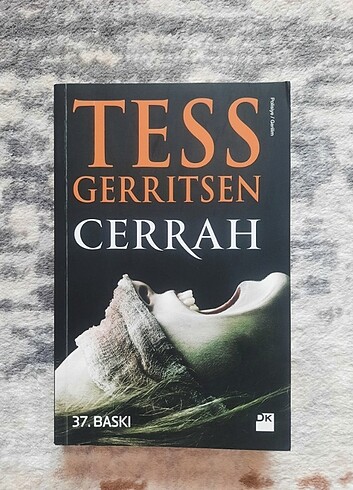 TESS
GERRITSEN
CERRAH
Polisiye / Gerilim
37. BASKI
DK